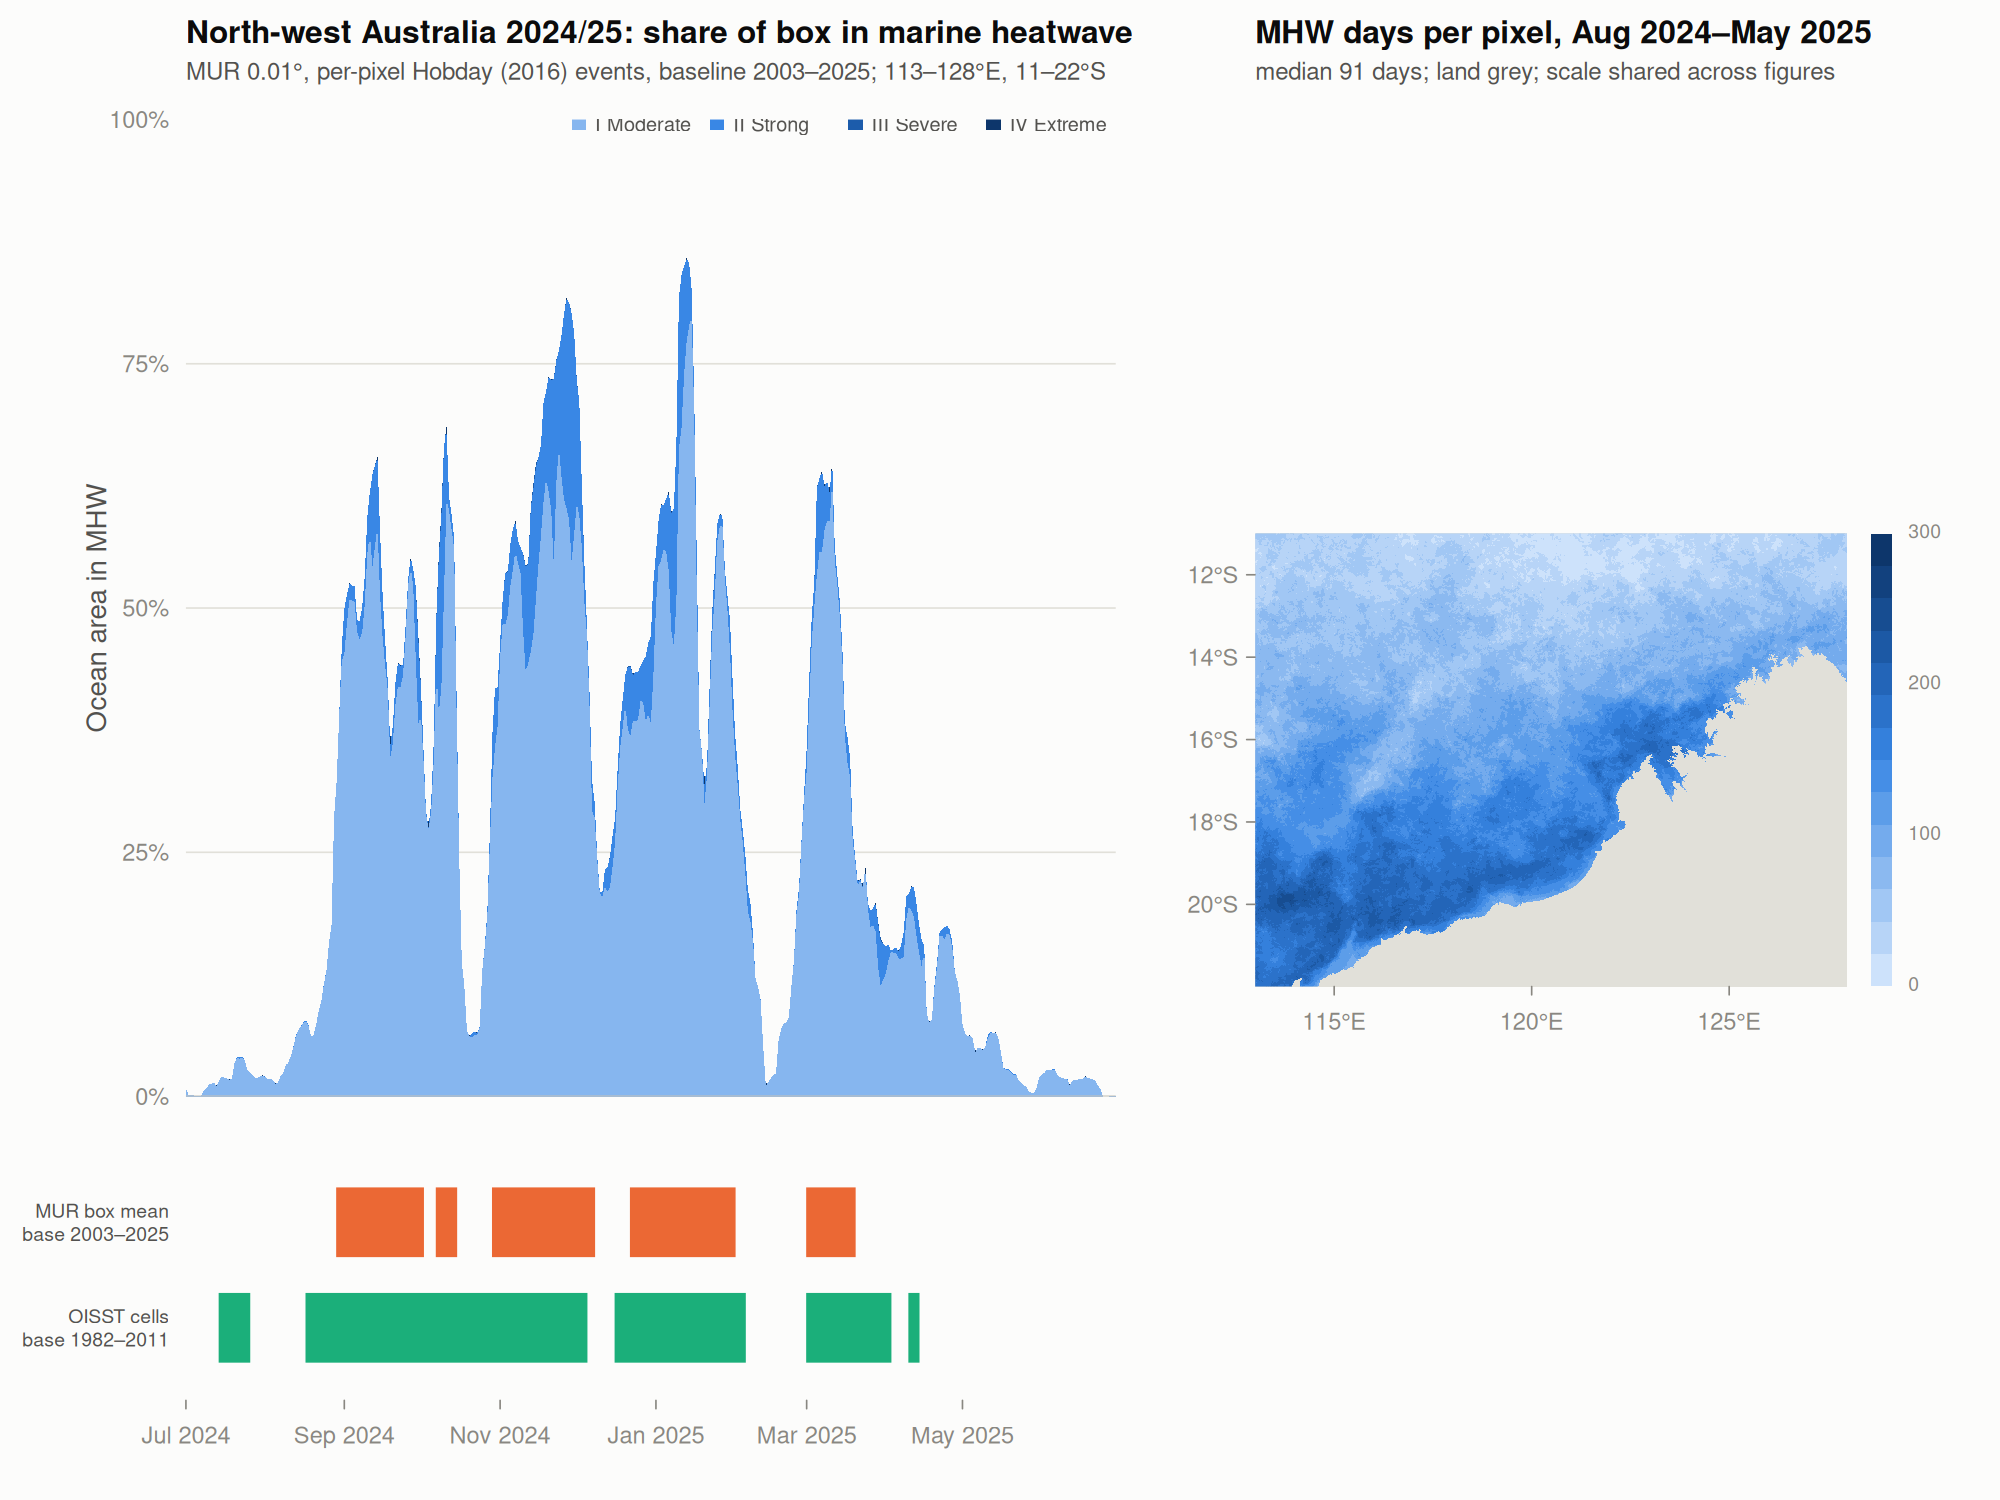 North-west Australia 2024/25: share of box in marine heatwave
MUR 0.01°, per-pixel Hobday (2016) events, baseline 2003–2025; 113–128°E, 11–22°S
I Moderate
II Strong
III Severe
IV Extreme
100%
75%
50%
25%
0%
Ocean area in MHW
MUR box mean
base 2003–2025
OISST cells
base 1982–2011
Jul 2024
Sep 2024
Nov 2024
Jan 2025
Mar 2025
May 2025
MHW days per pixel, Aug 2024–May 2025
median 91 days; land grey; scale shared across figures
12°S
14°S
16°S
18°S
20°S
115°E
120°E
125°E
300
200
100
0